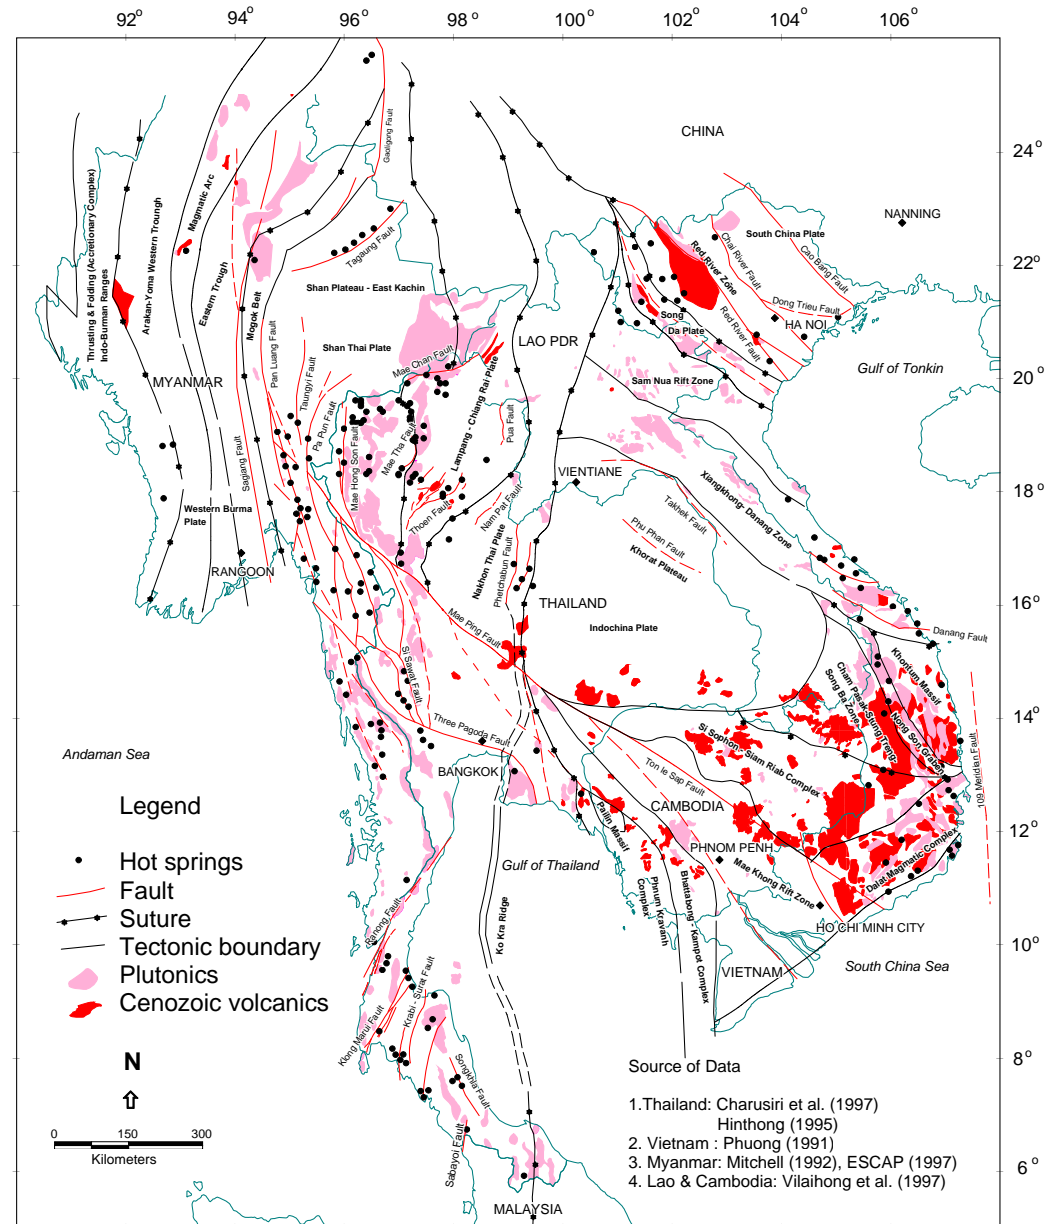 92°
94°
96°
98°
100°
102°
104°
106°
24°
22°
20°
18°
16°
14°
12°
10°
8°
6°
CHINA
NANNING
South China Plate
Cao Bang Fault
Chai River Fault
Red River Zone
Dong Trieu Fault
HA NOI
Red River Fault
Song
Da Plate
Sam Nua Rift Zone
Gulf of Tonkin
LAO PDR
Gaoligong Fault
Magmatic Arc
Thrusting & Folding (Accretionary Complex)
Indo-Burman Ranges
Arakan-Yoma Western Trough
Eastern Trough
Mogok Belt
Tagaung Fault
Shan Plateau - East Kachin
Shan Thai Plate
Mae Chan Fault
MYANMAR
Pan Luang Fault
Taungyi Fault
Pa Pun Fault
Mae Hong Son Fault
Mae Tha Fault
Lampang - Chiang Rai Plate
Pua Fault
Sagiang Fault
Western Burma
Plate
RANGOON
Thoen Fault
Nam Pat Fault
VIENTIANE
Xiangkhong- Danang Zone
Takhek Fault
Phu Phan Fault
Khorat Plateau
Nakhon Thai Plate
Phetchabun Fault
THAILAND
Indochina Plate
Mae Ping Fault
Danang Fault
Si Sawat Fault
Three Pagoda Fault
Khontum Massif
Cham Pasak-Stung Treng-
Song Ba Zone
Nong Son Graben
109 Meridian Fault
Andaman Sea
BANGKOK
Si Sophon - Siam Riab Complex
Ton le Sap Fault
CAMBODIA
Pailin Massif
PHNOM PENH
Mae Khong Rift Zone
Dalat Magmatic Complex
Phnum Kravanh
Complex
Bhattabong - Kampot Complex
Gulf of Thailand
Ko Kra Ridge
HO CHI MINH CITY
VIETNAM
South China Sea
Ranong Fault
Klong Marui Fault
Krabi - Surat Fault
Songkhla Fault
Sabayoi Fault
MALAYSIA
Legend
Hot springs
Fault
Suture
Tectonic boundary
Plutonics
Cenozoic volcanics
N
0 150 300
Kilometers
Source of Data
1.Thailand: Charusiri et al. (1997)
Hinthong (1995)
2. Vietnam : Phuong (1991)
3. Myanmar: Mitchell (1992), ESCAP (1997)
4. Lao & Cambodia: Vilaihong et al. (1997)